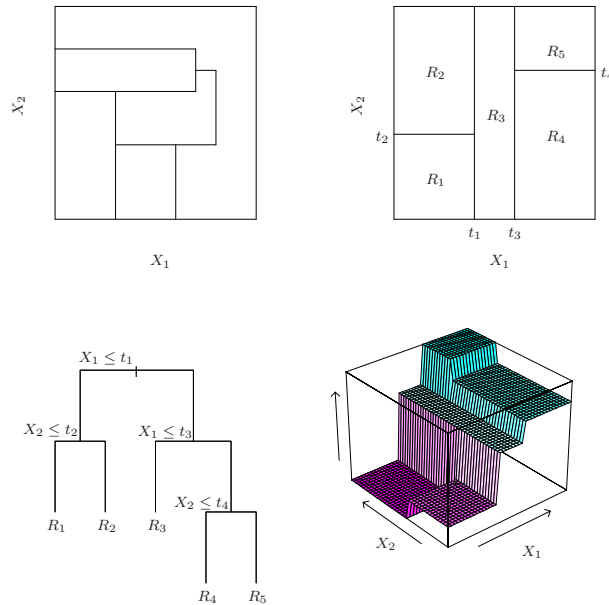 X₂
X₁
X₂
R₂
R₅
R₃
R₄
t₂
R₁
t₁
t₃
X₁
X₁ ≤ t₁
X₂ ≤ t₂
X₁ ≤ t₃
X₂ ≤ t₄
R₁
R₂
R₃
R₄
R₅
X₂
X₁